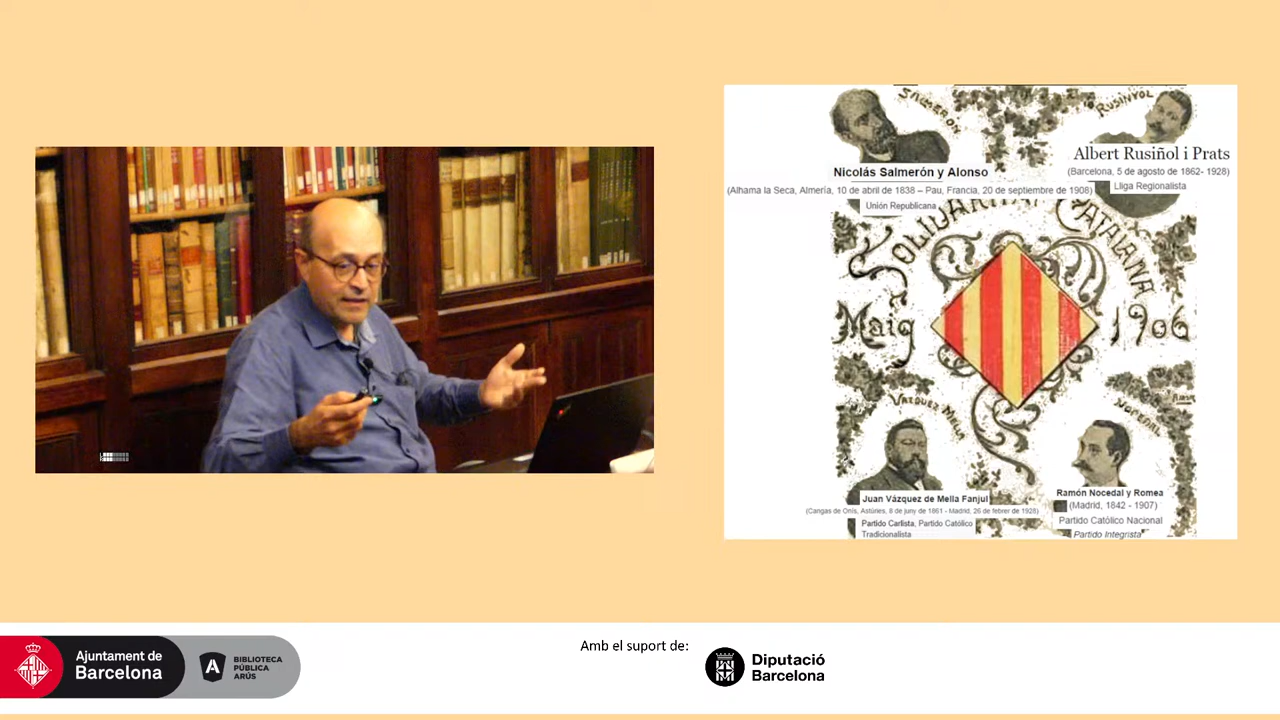 SALMERÓN
RUSINYOL
Nicolás Salmerón y Alonso
(Alhama la Seca, Almería, 10 de abril de 1838 – Pau, Francia, 20 de septiembre de 1908)
Unión Republicana
Albert Rusiñol i Prats
(Barcelona, 5 de agosto de 1862- 1928)
Lliga Regionalista
SOLIDARITAT CATALANA
Maig 1906
VAZQUEZ MELLA
NOCEDAL
Juan Vázquez de Mella Fanjul
(Cangas de Onís, Astúries, 8 de juny de 1861 - Madrid, 26 de febrer de 1928)
Partido Carlista, Partido Católico
Tradicionalista
Ramón Nocedal y Romea
(Madrid, 1842 - 1907)
Partido Católico Nacional
"Partido Integrista"
Ajuntament de
Barcelona
A
BIBLIOTECA
PÚBLICA
ARÚS
Amb el suport de:
Diputació
Barcelona